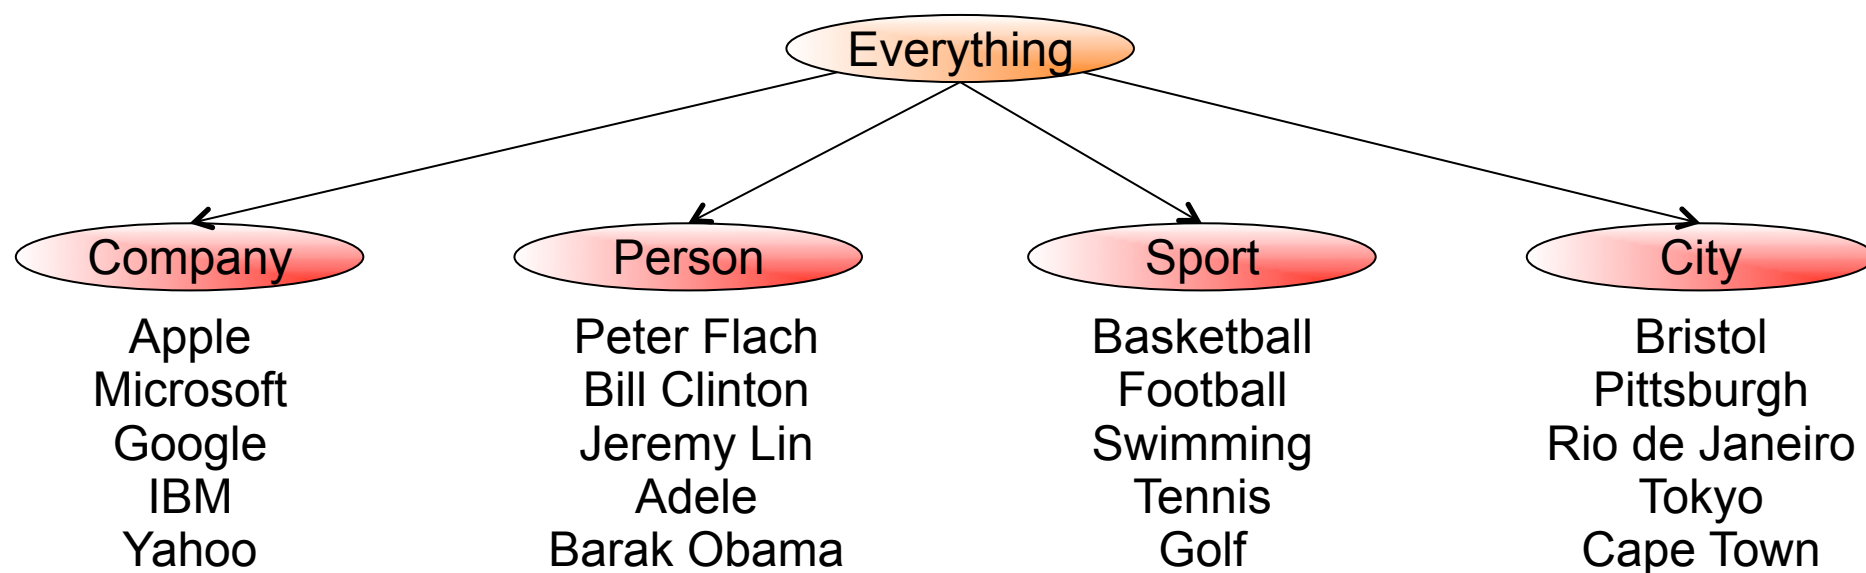 Everything
Company
Person
Sport
City
Apple
Peter Flach
Basketball
Bristol
Microsoft
Bill Clinton
Football
Pittsburgh
Google
Jeremy Lin
Swimming
Rio de Janeiro
IBM
Adele
Tennis
Tokyo
Yahoo
Barak Obama
Golf
Cape Town